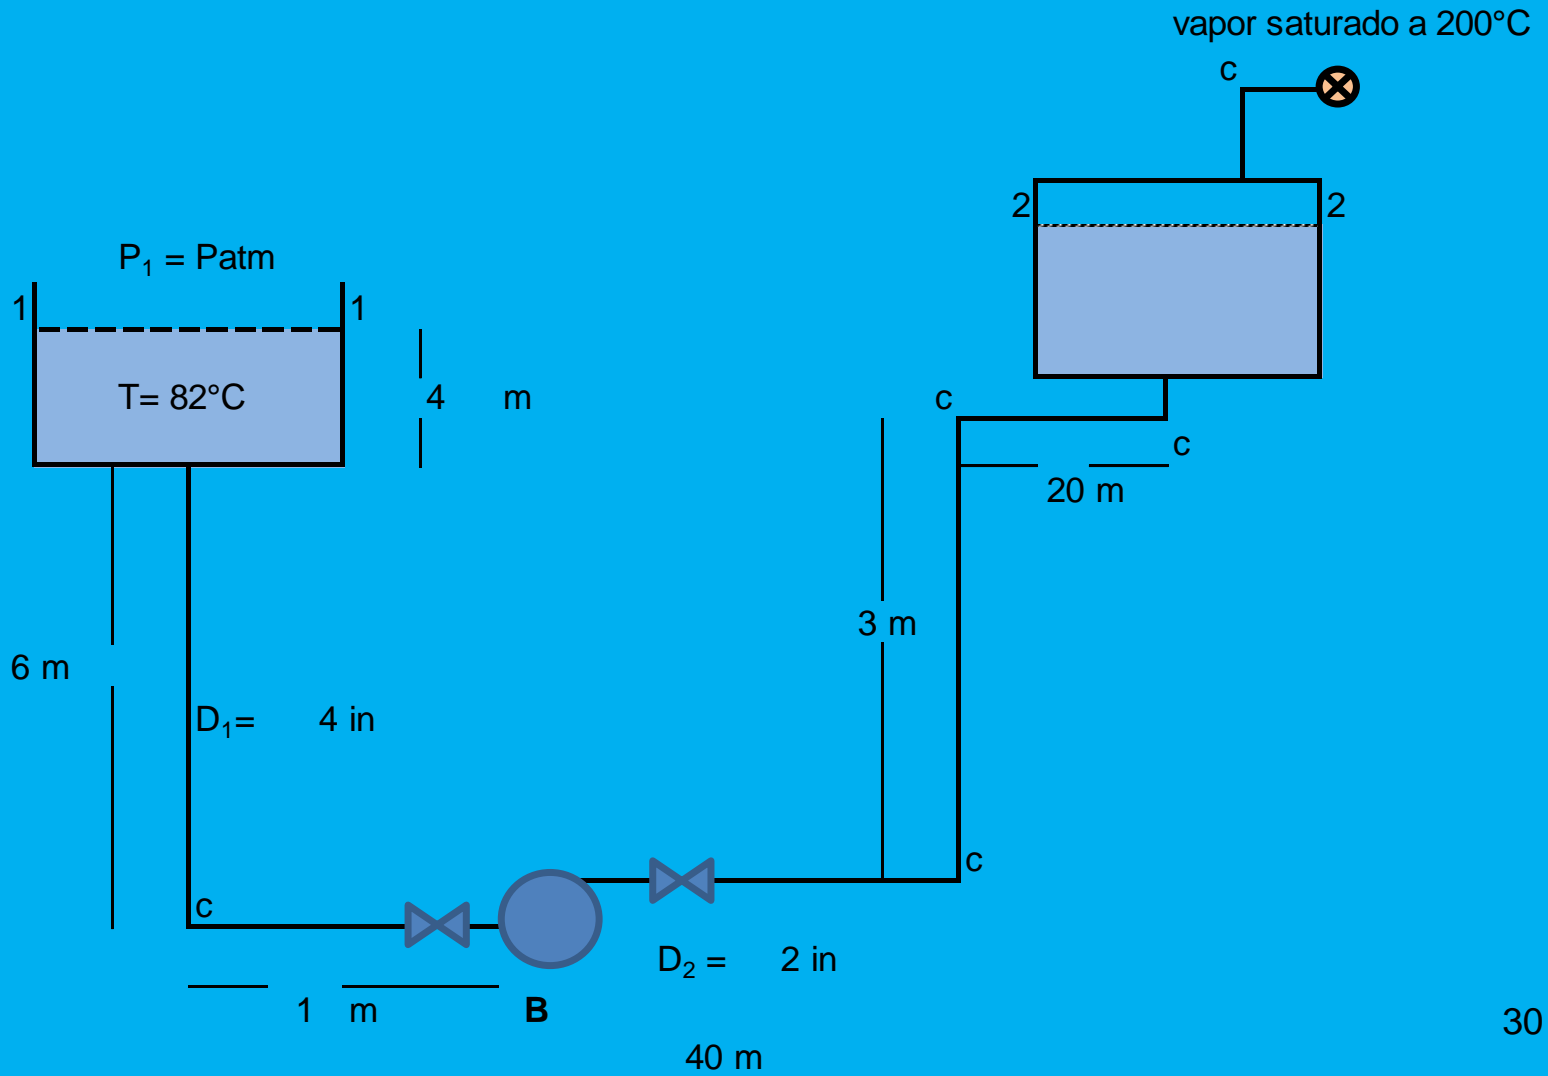 vapor saturado a 200°C
c
2 2
P₁ = Patm
1 1
T= 82°C
4 m
c
c
20 m
3 m
6 m
D₁= 4 in
c
c
D₂ = 2 in
1 m
B
30
40 m